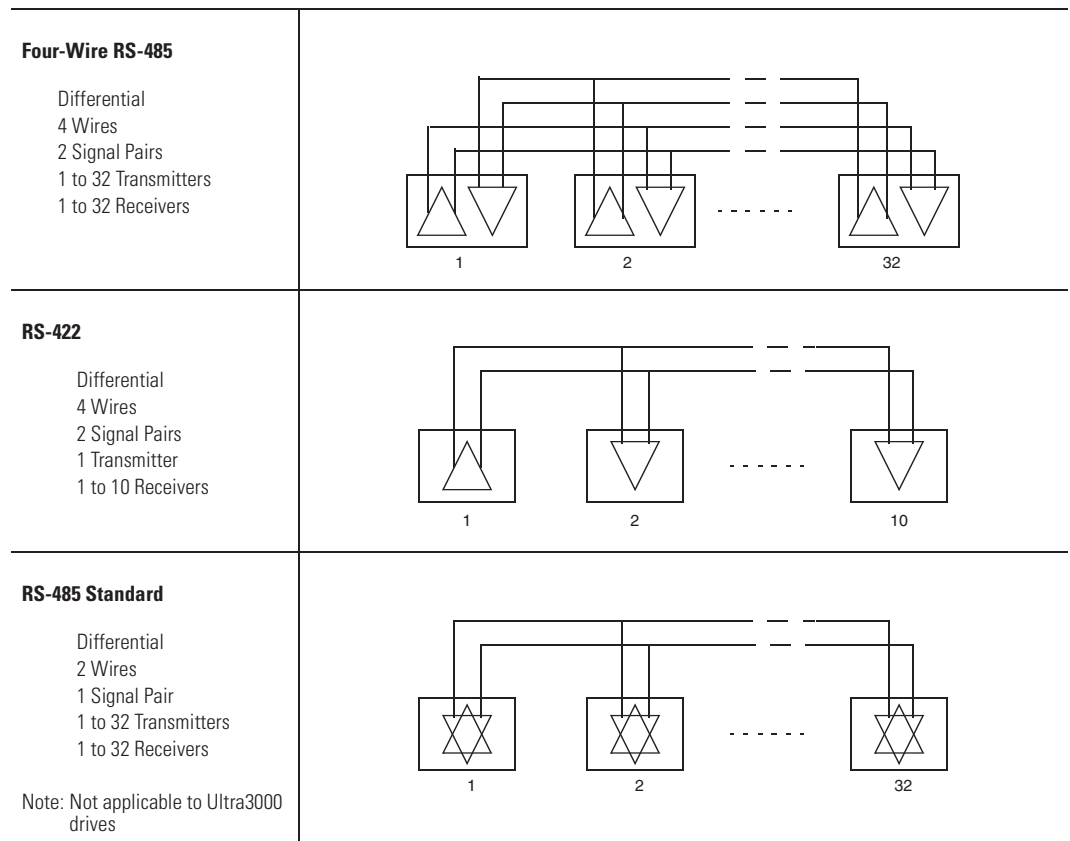 Four-Wire RS-485
Differential
4 Wires
2 Signal Pairs
1 to 32 Transmitters
1 to 32 Receivers
1
2
32
RS-422
Differential
4 Wires
2 Signal Pairs
1 Transmitter
1 to 10 Receivers
1
2
10
RS-485 Standard
Differential
2 Wires
1 Signal Pair
1 to 32 Transmitters
1 to 32 Receivers
Note: Not applicable to Ultra3000
drives
1
2
32